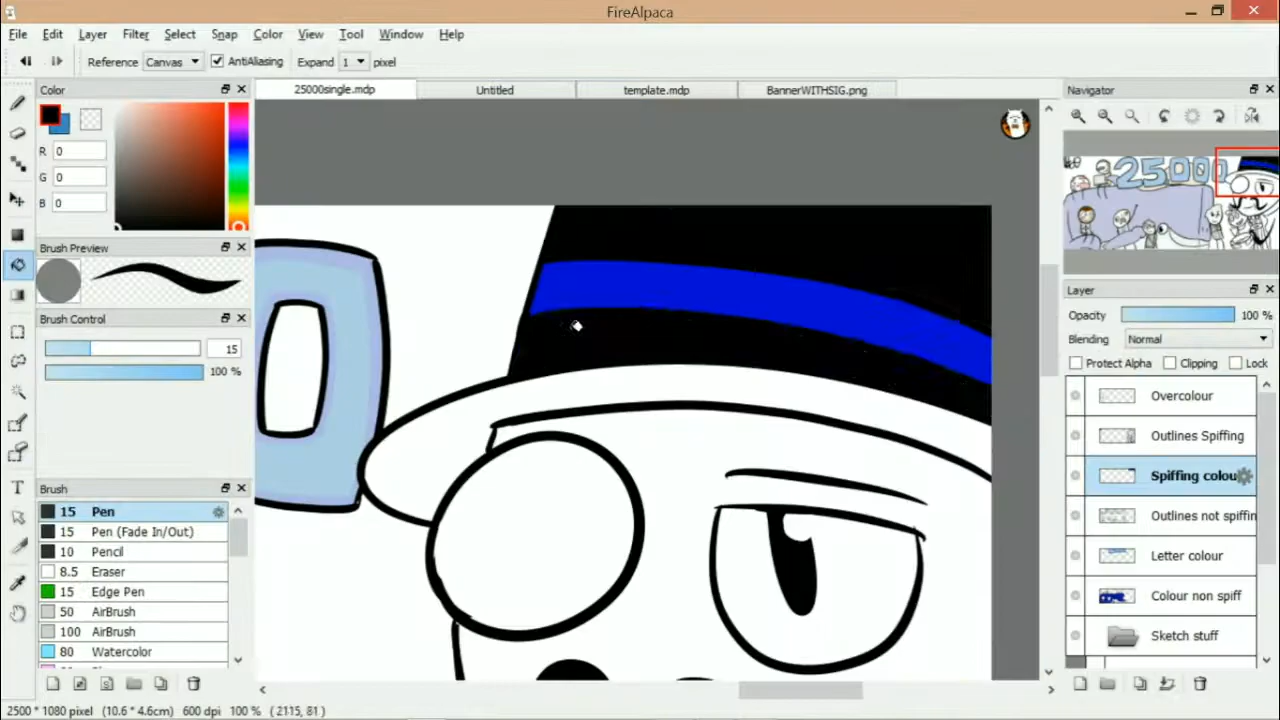 FireAlpaca
File Edit Layer Filter Select Snap Color View Tool Window Help
Reference Canvas AntiAliasing Expand 1 pixel
Color
25000single.mdp Untitled template.mdp BannerWITHSIG.png
Navigator
R 0
G 0
B 0
25000
Brush Preview
Layer
Opacity 100 %
Brush Control
Blending Normal
15
Protect Alpha Clipping Lock
100 %
Overcolour
Outlines Spiffing
Spiffing colou
Brush
15 Pen
Outlines not spiffin
15 Pen (Fade In/Out)
10 Pencil
Letter colour
8.5 Eraser
15 Edge Pen
Colour non spiff
50 AirBrush
100 AirBrush
Sketch stuff
80 Watercolor
2500 * 1080 pixel (10.6 * 4.6cm) 600 dpi 100 % ( 2115, 81 )